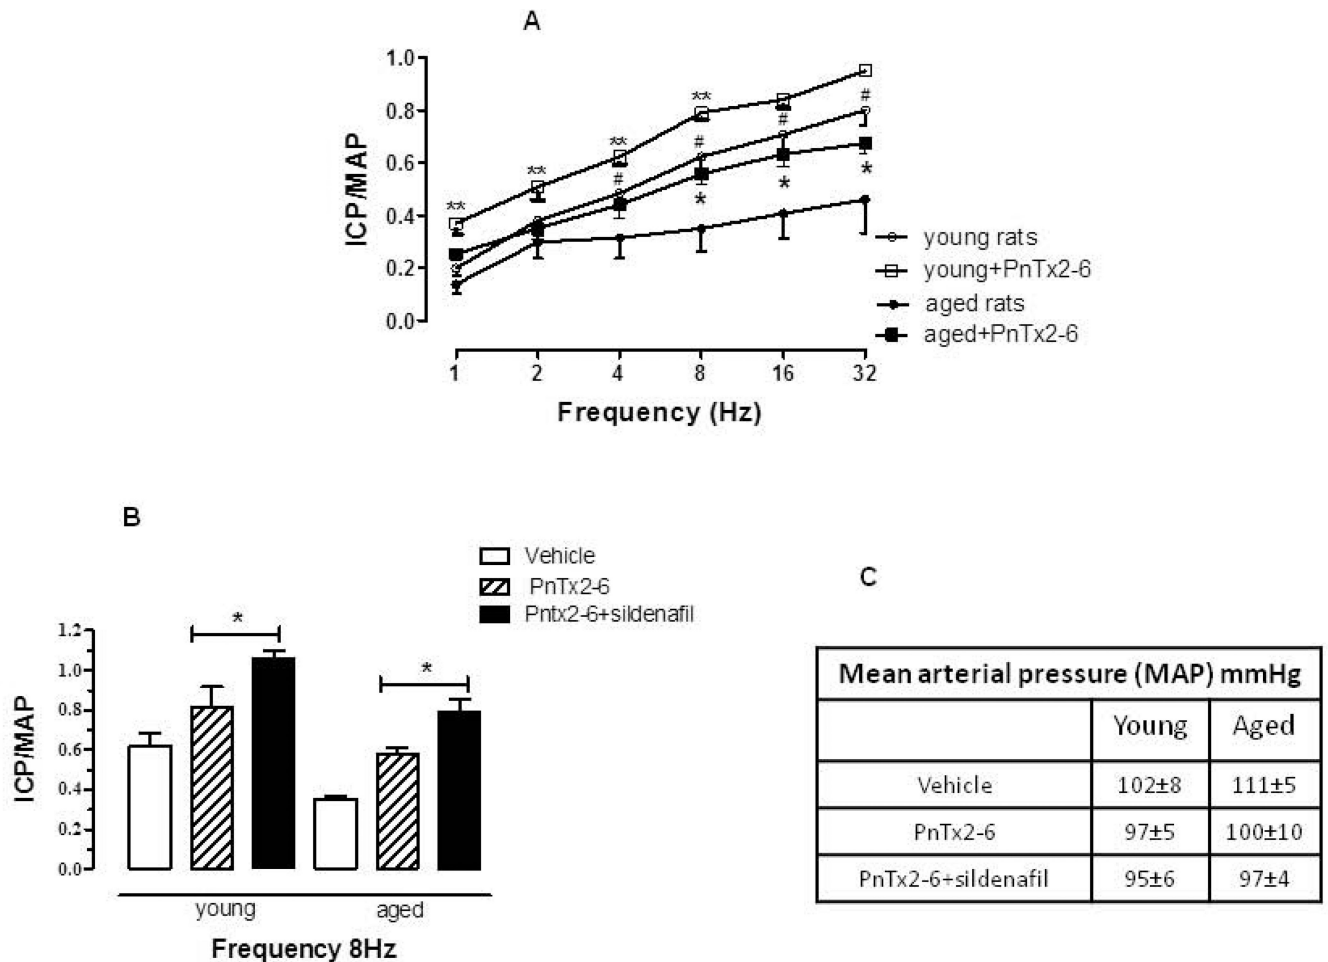 A
1.0
0.8
0.6
0.4
0.2
0.0
ICP/MAP
** ** ** **
# # # #
* * *
1 2 4 8 16 32
Frequency (Hz)
young rats
young+PnTx2-6
aged rats
aged+PnTx2-6
B
Vehicle
PnTx2-6
Pntx2-6+sildenafil
1.2
1.0
0.8
0.6
0.4
0.2
0.0
ICP/MAP
* *
young aged
Frequency 8Hz
C
Mean arterial pressure (MAP) mmHg
Young Aged
Vehicle 102±8 111±5
PnTx2-6 97±5 100±10
PnTx2-6+sildenafil 95±6 97±4